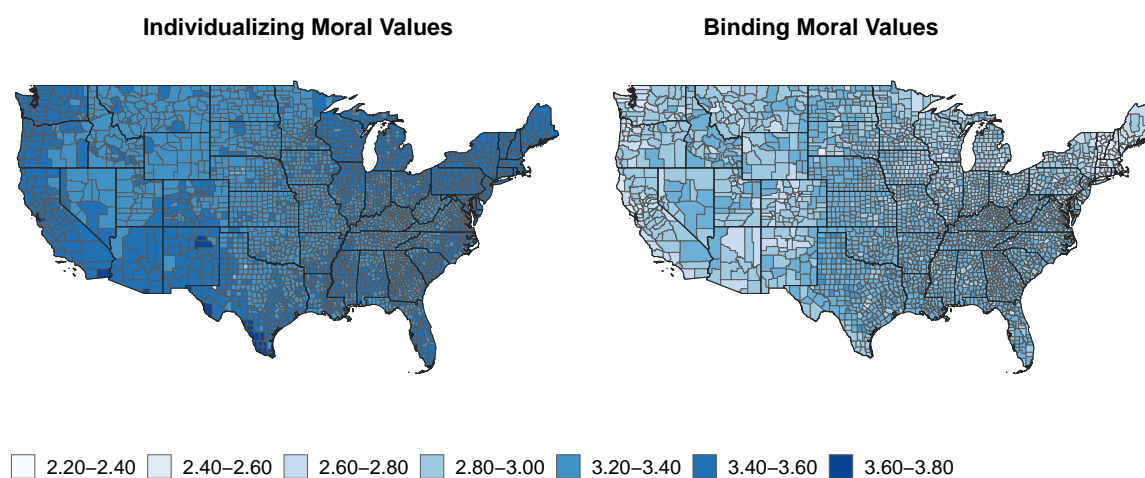 Individualizing Moral Values
Binding Moral Values
2.20–2.40 2.40–2.60 2.60–2.80 2.80–3.00 3.20–3.40 3.40–3.60 3.60–3.80